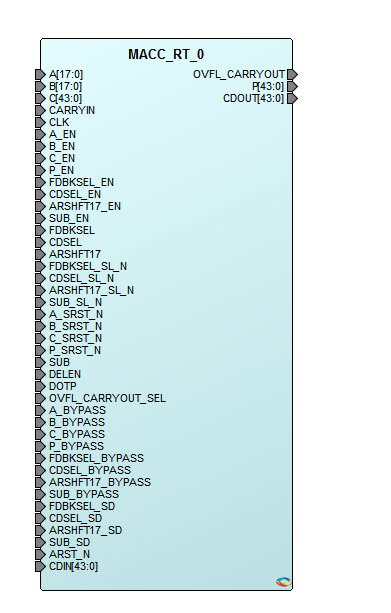 MACC_RT_0
A[17:0]
B[17:0]
C[43:0]
CARRYIN
CLK
A_EN
B_EN
C_EN
P_EN
FDBKSEL_EN
CDSEL_EN
ARSHFT17_EN
SUB_EN
FDBKSEL
CDSEL
ARSHFT17
FDBKSEL_SL_N
CDSEL_SL_N
ARSHFT17_SL_N
SUB_SL_N
A_SRST_N
B_SRST_N
C_SRST_N
P_SRST_N
SUB
DELEN
DOTP
OVFL_CARRYOUT_SEL
A_BYPASS
B_BYPASS
C_BYPASS
P_BYPASS
FDBKSEL_BYPASS
CDSEL_BYPASS
ARSHFT17_BYPASS
SUB_BYPASS
FDBKSEL_SD
CDSEL_SD
ARSHFT17_SD
SUB_SD
ARST_N
CDIN[43:0]
OVFL_CARRYOUT
P[43:0]
CDOUT[43:0]